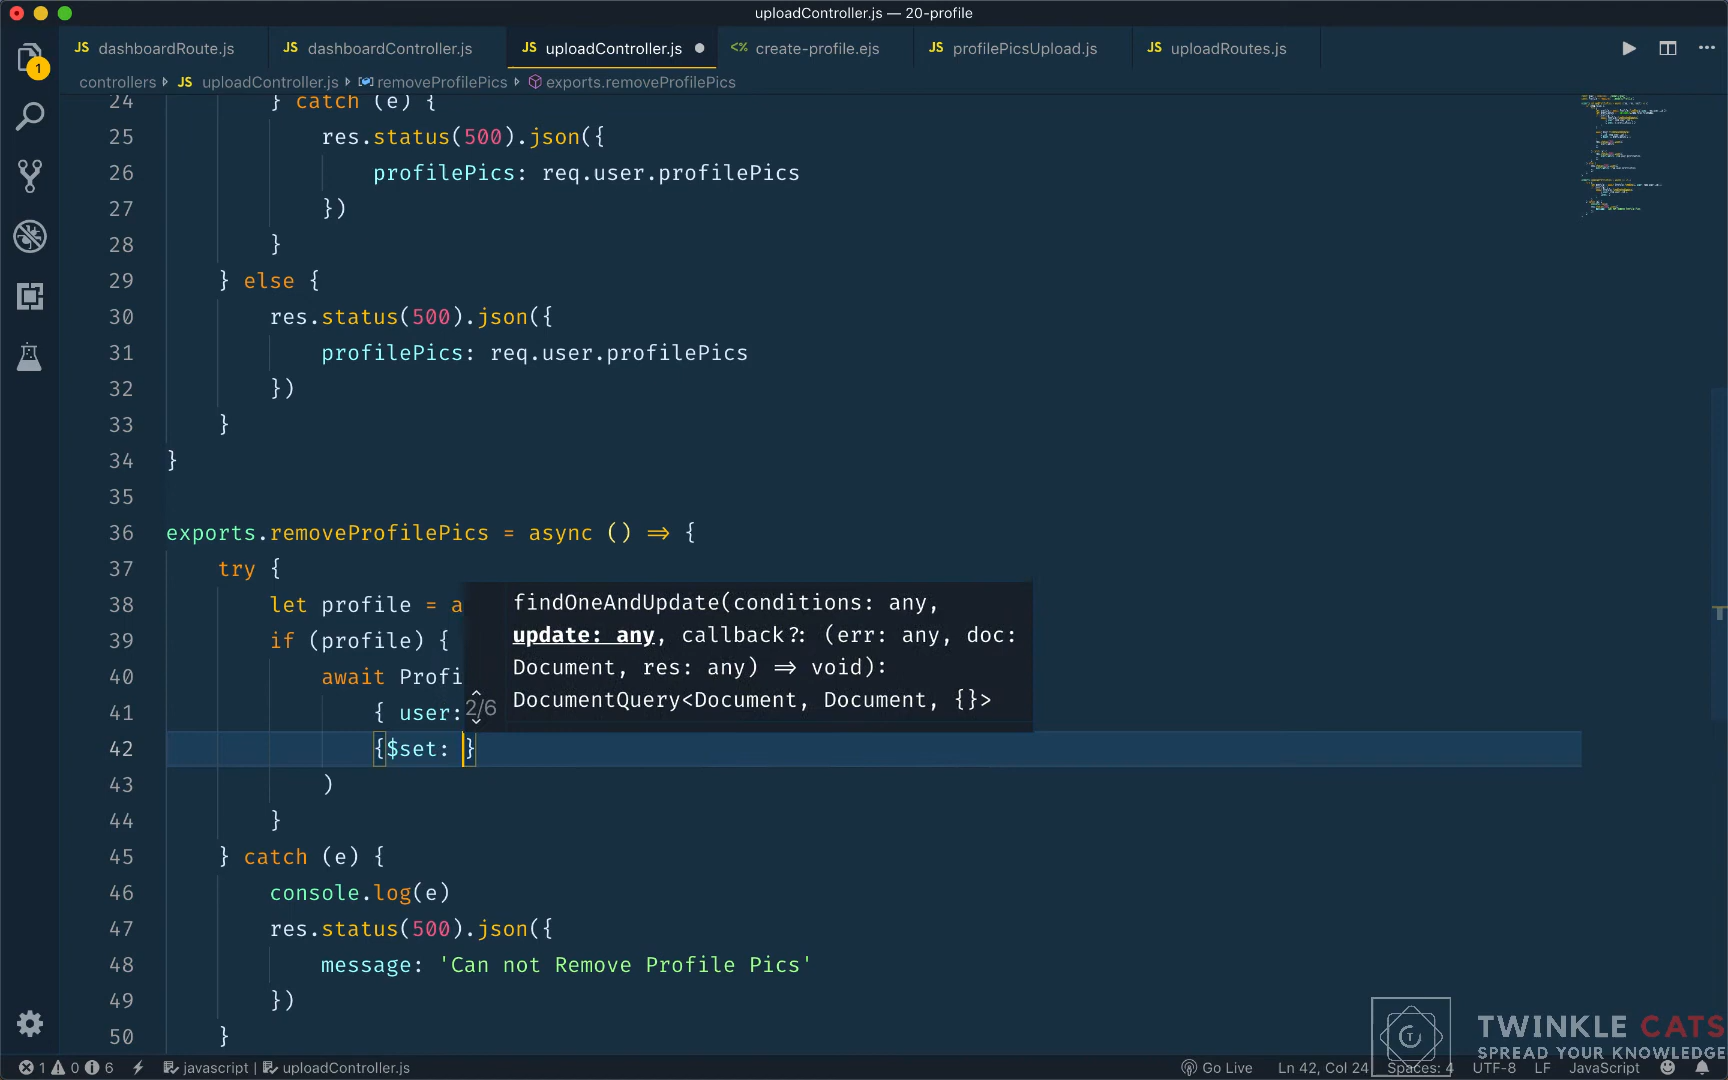 uploadController.js — 20-profile
JS dashboardRoute.js JS dashboardController.js JS uploadController.js <% create-profile.ejs JS profilePicsUpload.js JS uploadRoutes.js
controllers JS uploadController.js removeProfilePics exports.removeProfilePics
1
24 } catch (e) {
25 res.status(500).json({
26 profilePics: req.user.profilePics
27 })
28 }
29 } else {
30 res.status(500).json({
31 profilePics: req.user.profilePics
32 })
33 }
34 }
35
36 exports.removeProfilePics = async () => {
37 try {
38 let profile = a
39 if (profile) {
40 await Profi
41 { user:
42 {$set: }
43 )
44 }
45 } catch (e) {
46 console.log(e)
47 res.status(500).json({
48 message: 'Can not Remove Profile Pics'
49 })
50 }
findOneAndUpdate(conditions: any,
update: any, callback?: (err: any, doc:
Document, res: any) => void):
2/6 DocumentQuery<Document, Document, {}>
TWINKLE CATS
SPREAD YOUR KNOWLEDGE
1 0 6 javascript | uploadController.js Go Live Ln 42, Col 24 Spaces: 4 UTF-8 LF JavaScript